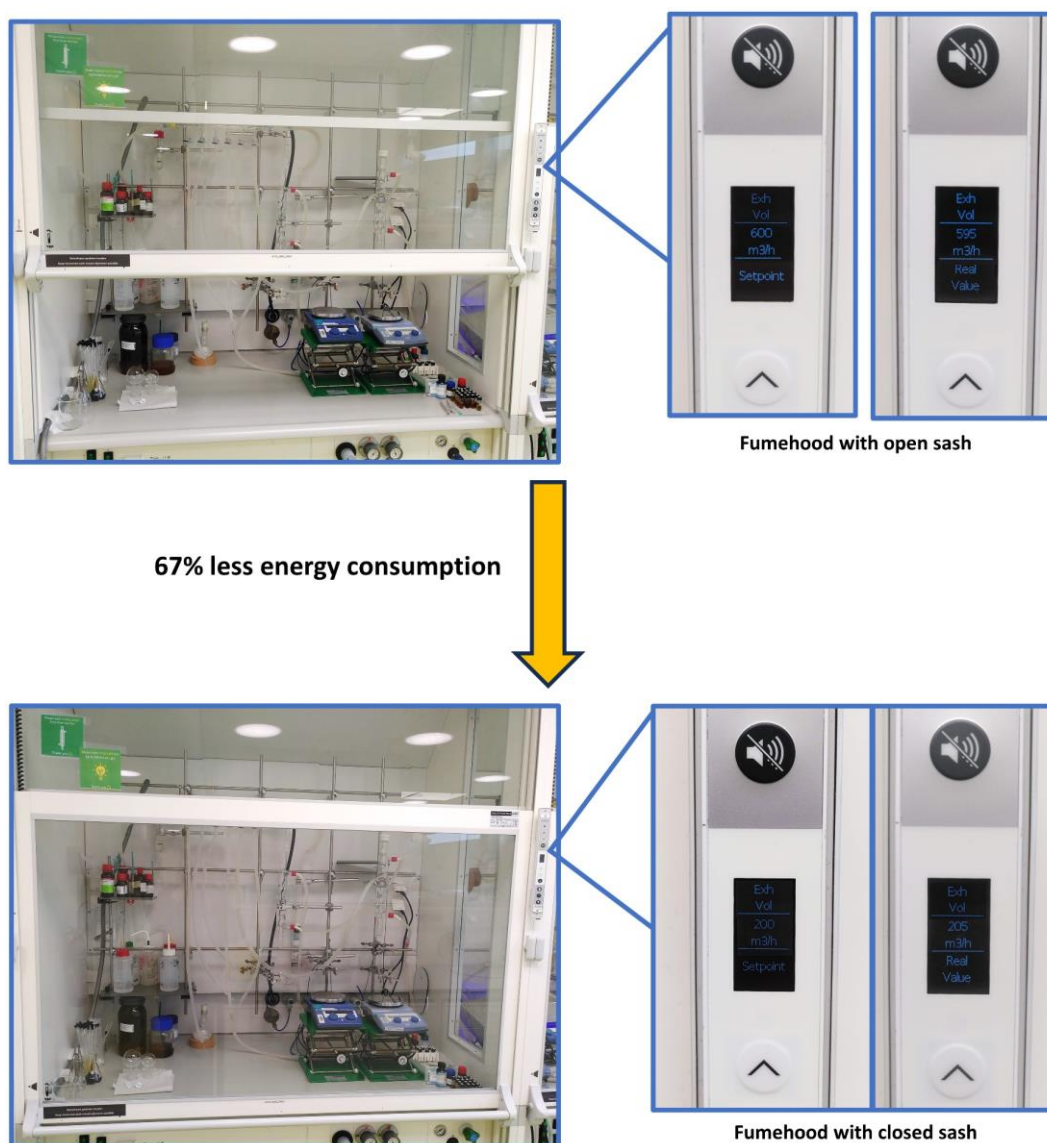 Exh
Vol
600
m3/h
Setpoint
Exh
Vol
595
m3/h
Real
Value
Fumehood with open sash
67% less energy consumption
Exh
Vol
200
m3/h
Setpoint
Exh
Vol
205
m3/h
Real
Value
Fumehood with closed sash